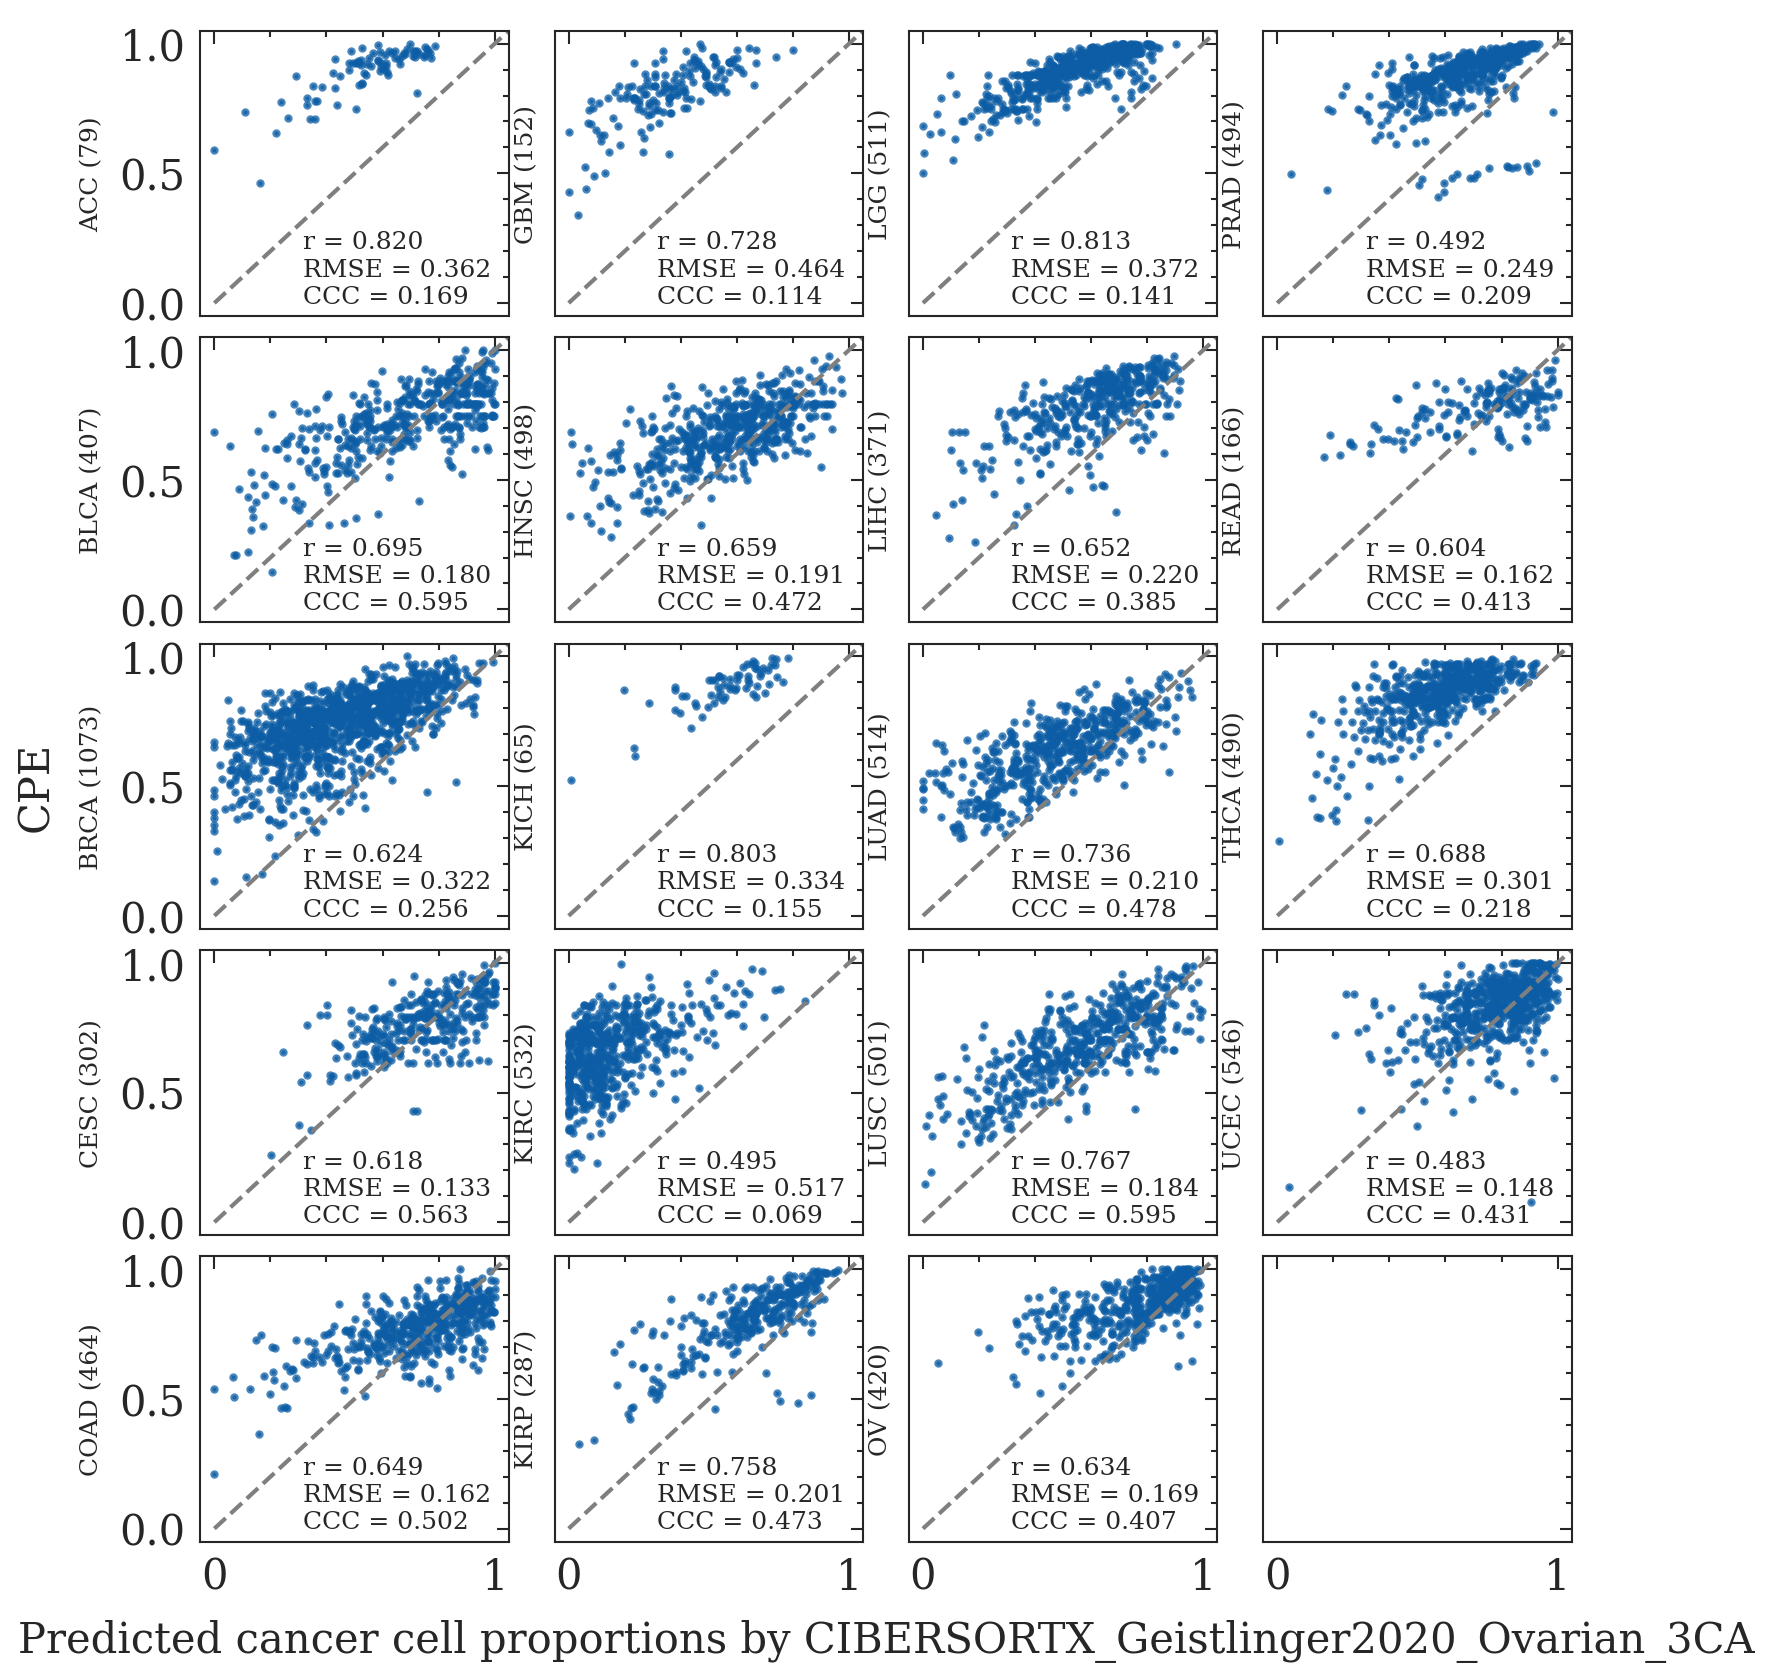 1.0
0.5
0.0
ACC (79)
r = 0.820
RMSE = 0.362
CCC = 0.169
GBM (152)
r = 0.728
RMSE = 0.464
CCC = 0.114
LGG (511)
r = 0.813
RMSE = 0.372
CCC = 0.141
PRAD (494)
r = 0.492
RMSE = 0.249
CCC = 0.209
1.0
0.5
0.0
BLCA (407)
r = 0.695
RMSE = 0.180
CCC = 0.595
HNSC (498)
r = 0.659
RMSE = 0.191
CCC = 0.472
LIHC (371)
r = 0.652
RMSE = 0.220
CCC = 0.385
READ (166)
r = 0.604
RMSE = 0.162
CCC = 0.413
CPE
1.0
0.5
0.0
BRCA (1073)
r = 0.624
RMSE = 0.322
CCC = 0.256
KICH (65)
r = 0.803
RMSE = 0.334
CCC = 0.155
LUAD (514)
r = 0.736
RMSE = 0.210
CCC = 0.478
THCA (490)
r = 0.688
RMSE = 0.301
CCC = 0.218
1.0
0.5
0.0
CESC (302)
r = 0.618
RMSE = 0.133
CCC = 0.563
KIRC (532)
r = 0.495
RMSE = 0.517
CCC = 0.069
LUSC (501)
r = 0.767
RMSE = 0.184
CCC = 0.595
UCEC (546)
r = 0.483
RMSE = 0.148
CCC = 0.431
1.0
0.5
0.0
COAD (464)
r = 0.649
RMSE = 0.162
CCC = 0.502
KIRP (287)
r = 0.758
RMSE = 0.201
CCC = 0.473
OV (420)
r = 0.634
RMSE = 0.169
CCC = 0.407
0 1 0 1 0 1 0 1
Predicted cancer cell proportions by CIBERSORTX_Geistlinger2020_Ovarian_3CA